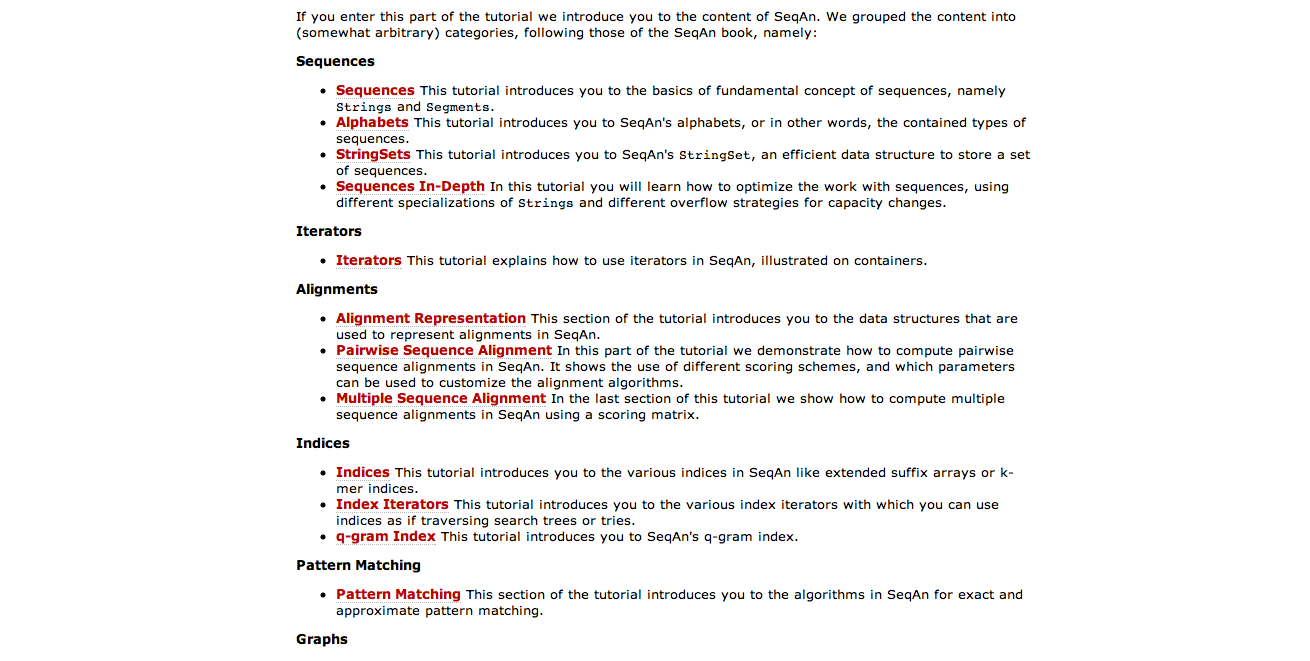 If you enter this part of the tutorial we introduce you to the content of SeqAn. We grouped the content into
(somewhat arbitrary) categories, following those of the SeqAn book, namely:
Sequences
• Sequences This tutorial introduces you to the basics of fundamental concept of sequences, namely
Strings and Segments.
• Alphabets This tutorial introduces you to SeqAn's alphabets, or in other words, the contained types of
sequences.
• StringSets This tutorial introduces you to SeqAn's StringSet, an efficient data structure to store a set
of sequences.
• Sequences In-Depth In this tutorial you will learn how to optimize the work with sequences, using
different specializations of Strings and different overflow strategies for capacity changes.
Iterators
• Iterators This tutorial explains how to use iterators in SeqAn, illustrated on containers.
Alignments
• Alignment Representation This section of the tutorial introduces you to the data structures that are
used to represent alignments in SeqAn.
• Pairwise Sequence Alignment In this part of the tutorial we demonstrate how to compute pairwise
sequence alignments in SeqAn. It shows the use of different scoring schemes, and which parameters
can be used to customize the alignment algorithms.
• Multiple Sequence Alignment In the last section of this tutorial we show how to compute multiple
sequence alignments in SeqAn using a scoring matrix.
Indices
• Indices This tutorial introduces you to the various indices in SeqAn like extended suffix arrays or k-
mer indices.
• Index Iterators This tutorial introduces you to the various index iterators with which you can use
indices as if traversing search trees or tries.
• q-gram Index This tutorial introduces you to SeqAn's q-gram index.
Pattern Matching
• Pattern Matching This section of the tutorial introduces you to the algorithms in SeqAn for exact and
approximate pattern matching.
Graphs